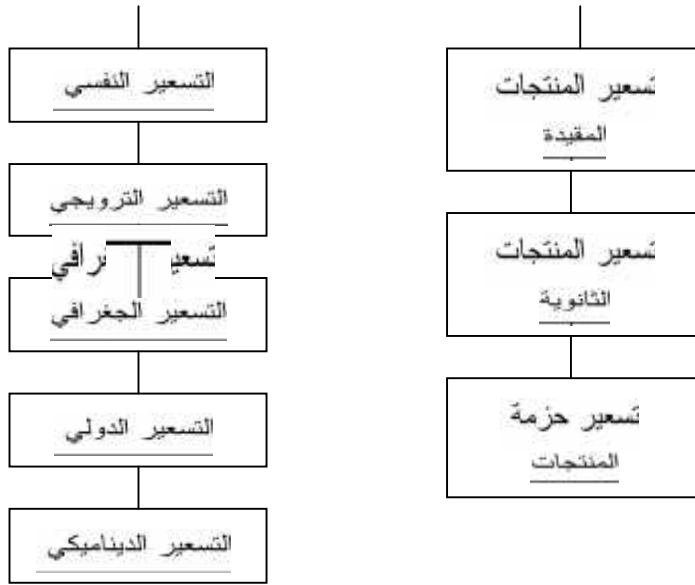 تسعير المنتجات
المقيدة
تسعير المنتجات
الثانوية
تسعير حزمة
المنتجات
التسعير النفسي
التسعير الترويجي
التسعير الجغرافي
التسعير الدولي
التسعير الديناميكي